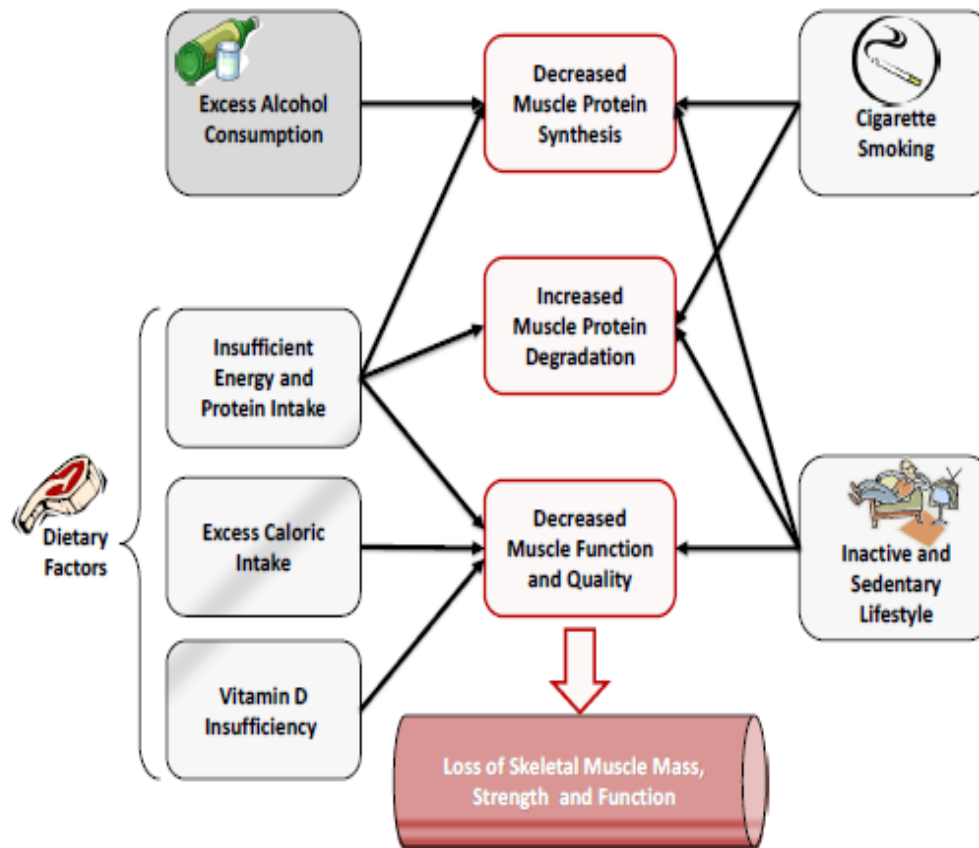 Excess Alcohol
Consumption
Decreased
Muscle Protein
Synthesis
Cigarette
Smoking
Increased
Muscle Protein
Degradation
Insufficient
Energy and
Protein Intake
Dietary
Factors
Excess Caloric
Intake
Decreased
Muscle Function
and Quality
Inactive and
Sedentary
Lifestyle
Vitamin D
Insufficiency
Loss of Skeletal Muscle Mass,
Strength and Function